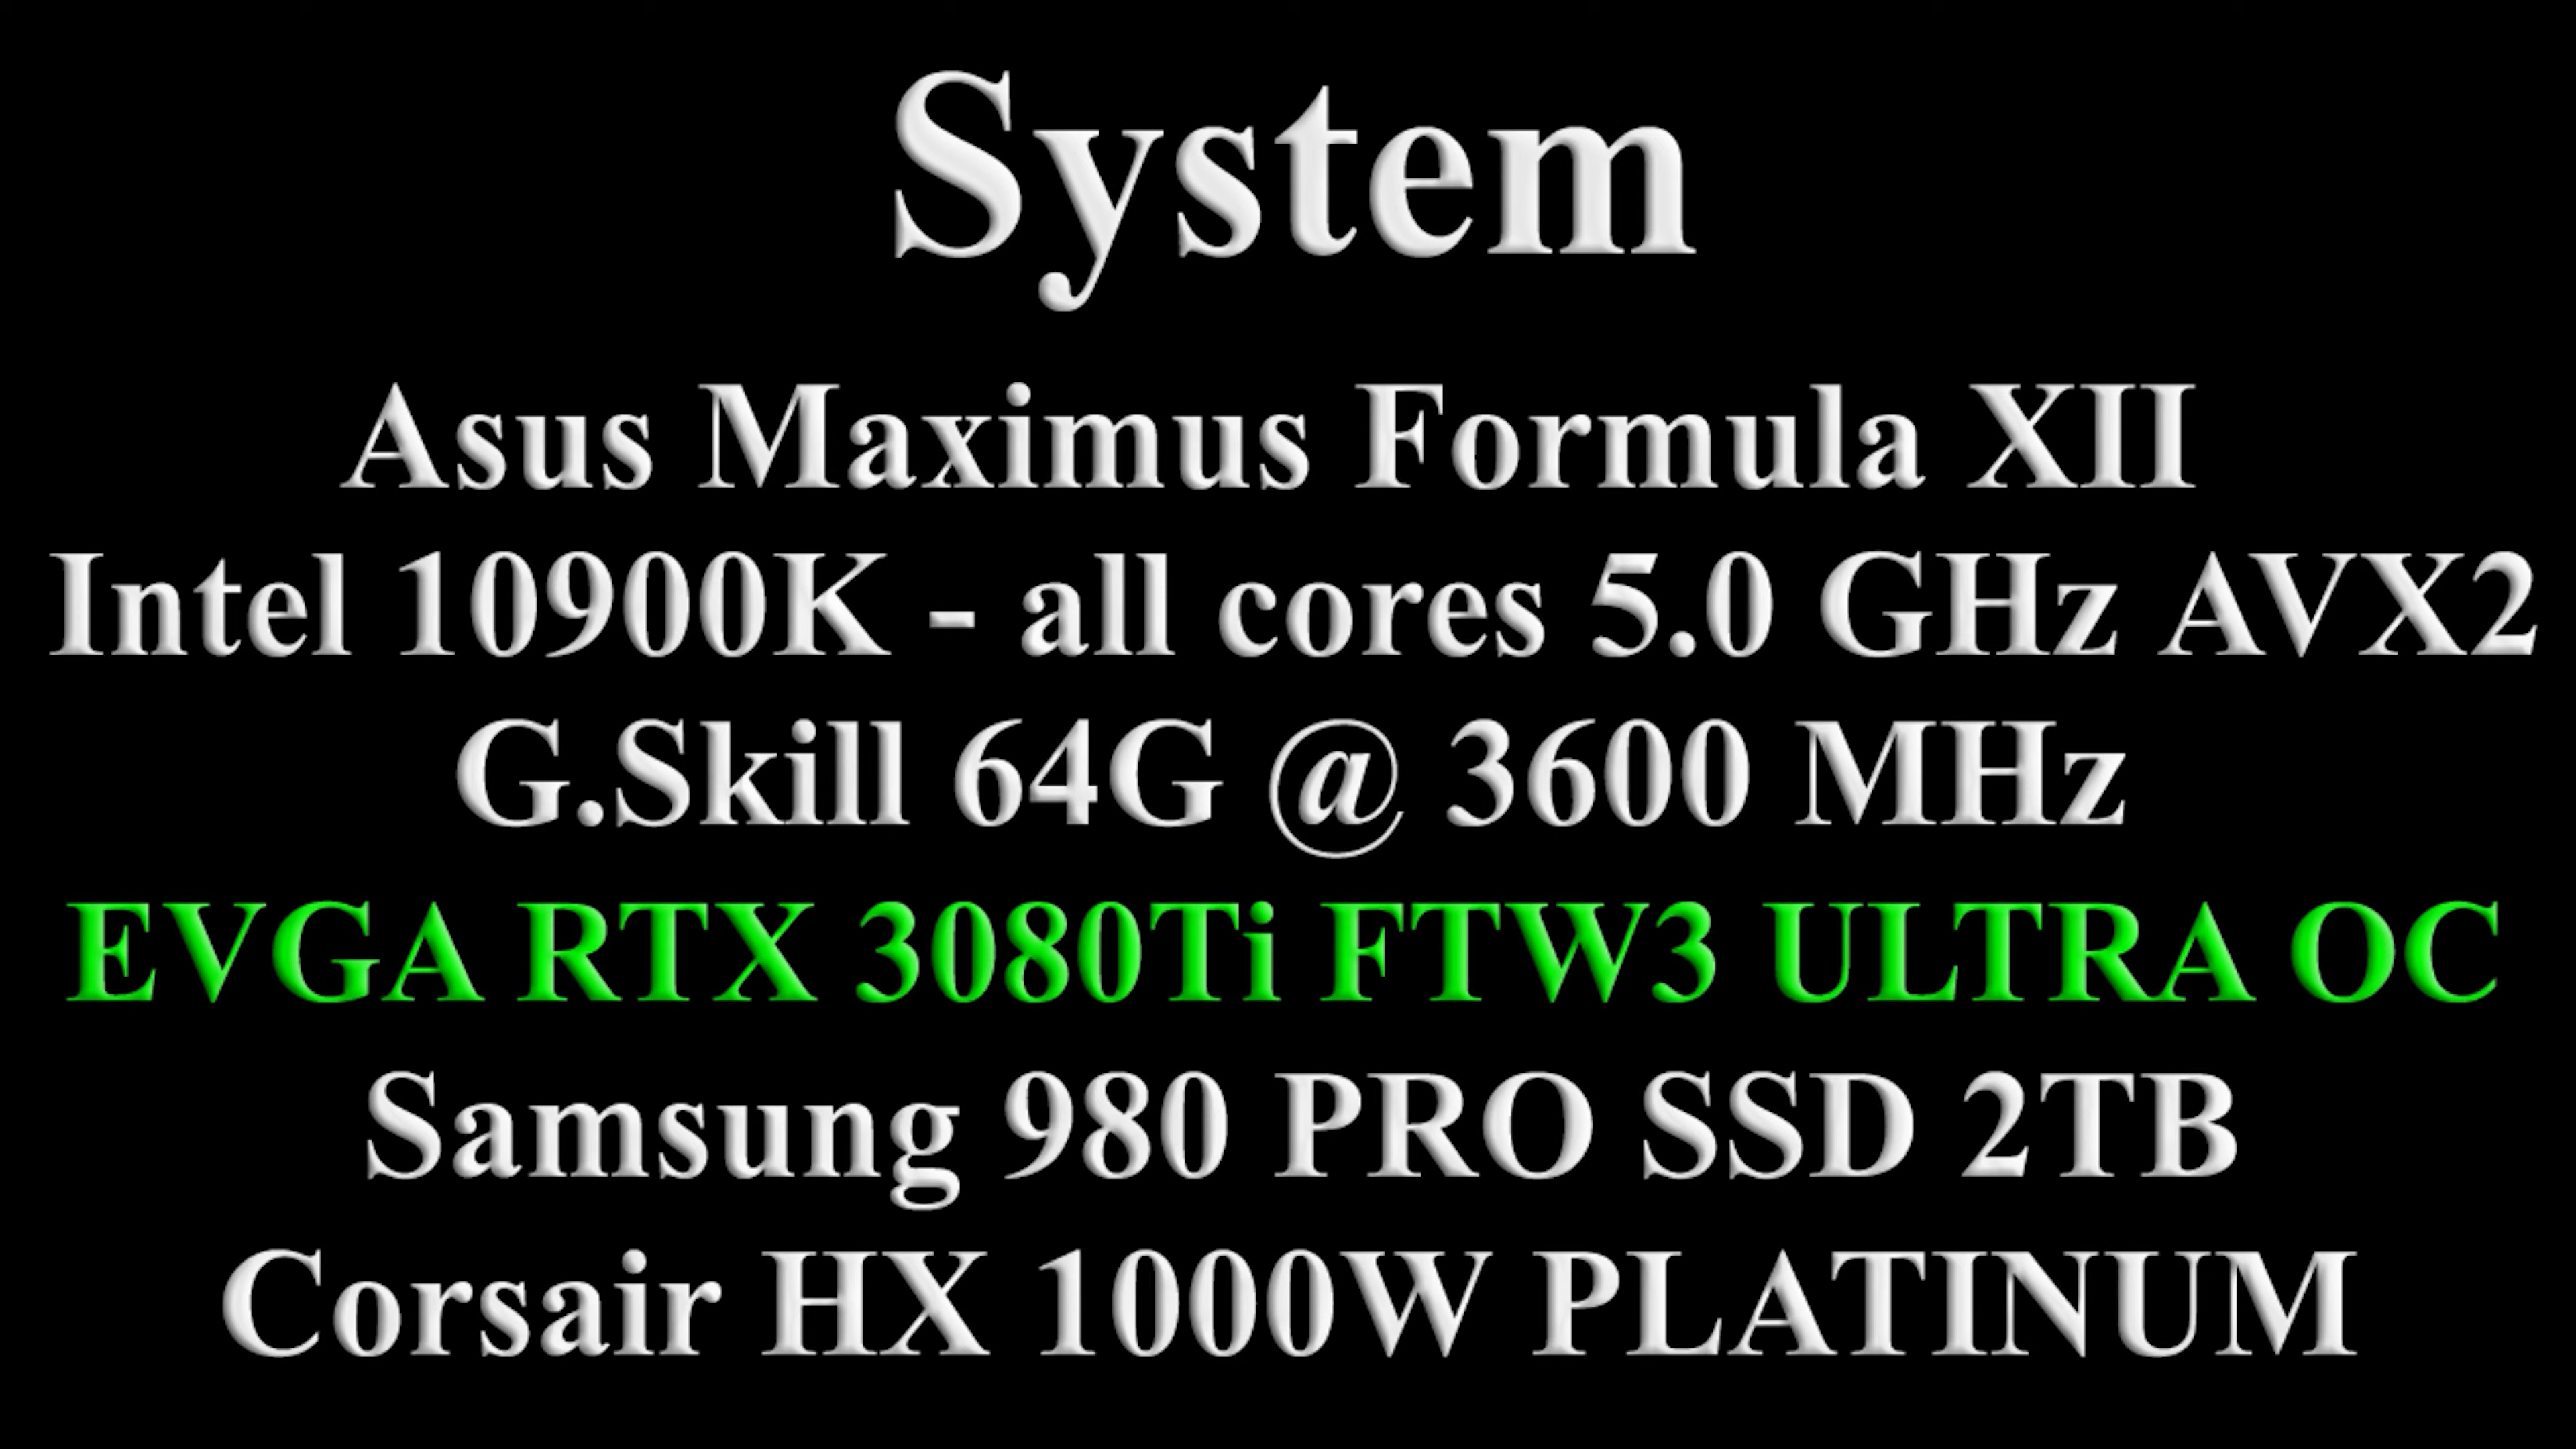 System
Asus Maximus Formula XII
Intel 10900K - all cores 5.0 GHz AVX2
G.Skill 64G @ 3600 MHz
EVGA RTX 3080Ti FTW3 ULTRA OC
Samsung 980 PRO SSD 2TB
Corsair HX 1000W PLATINUM